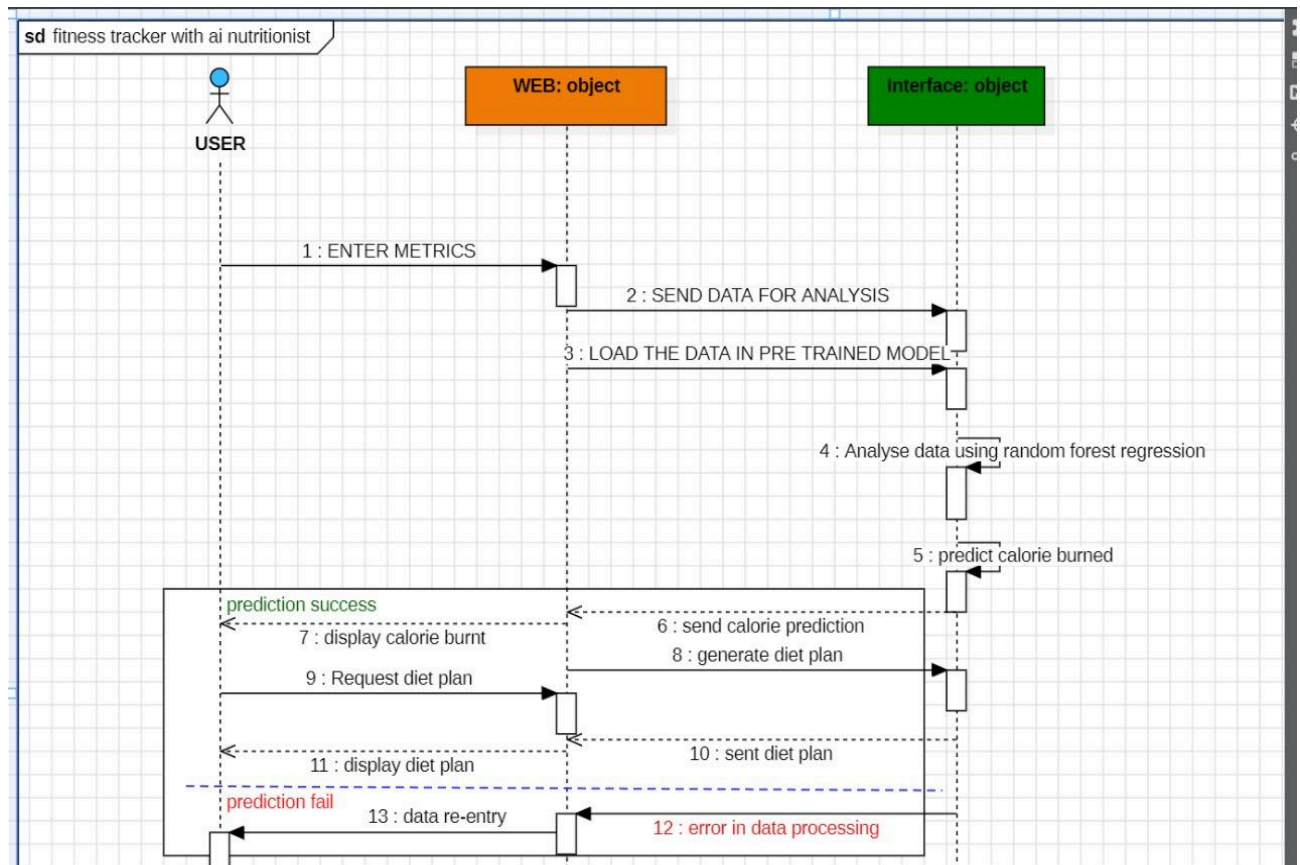 sd fitness tracker with ai nutritionist
WEB: object
Interface: object
USER
1 : ENTER METRICS
2 : SEND DATA FOR ANALYSIS
3 : LOAD THE DATA IN PRE TRAINED MODEL
4 : Analyse data using random forest regression
5 : predict calorie burned
prediction success
6 : send calorie prediction
7 : display calorie burnt
8 : generate diet plan
9 : Request diet plan
10 : sent diet plan
11 : display diet plan
prediction fail
13 : data re-entry
12 : error in data processing